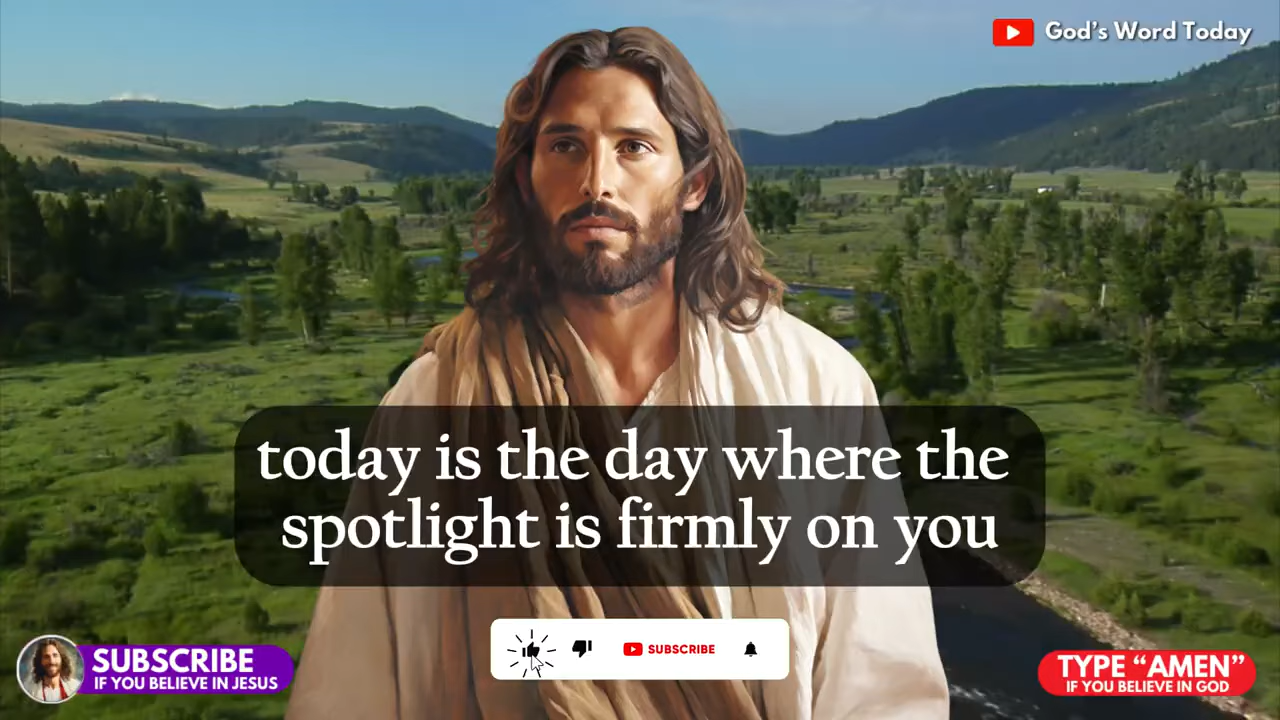 God's Word Today
today is the day where the
spotlight is firmly on you
SUBSCRIBE
SUBSCRIBE
IF YOU BELIEVE IN JESUS
TYPE “AMEN”
IF YOU BELIEVE IN GOD